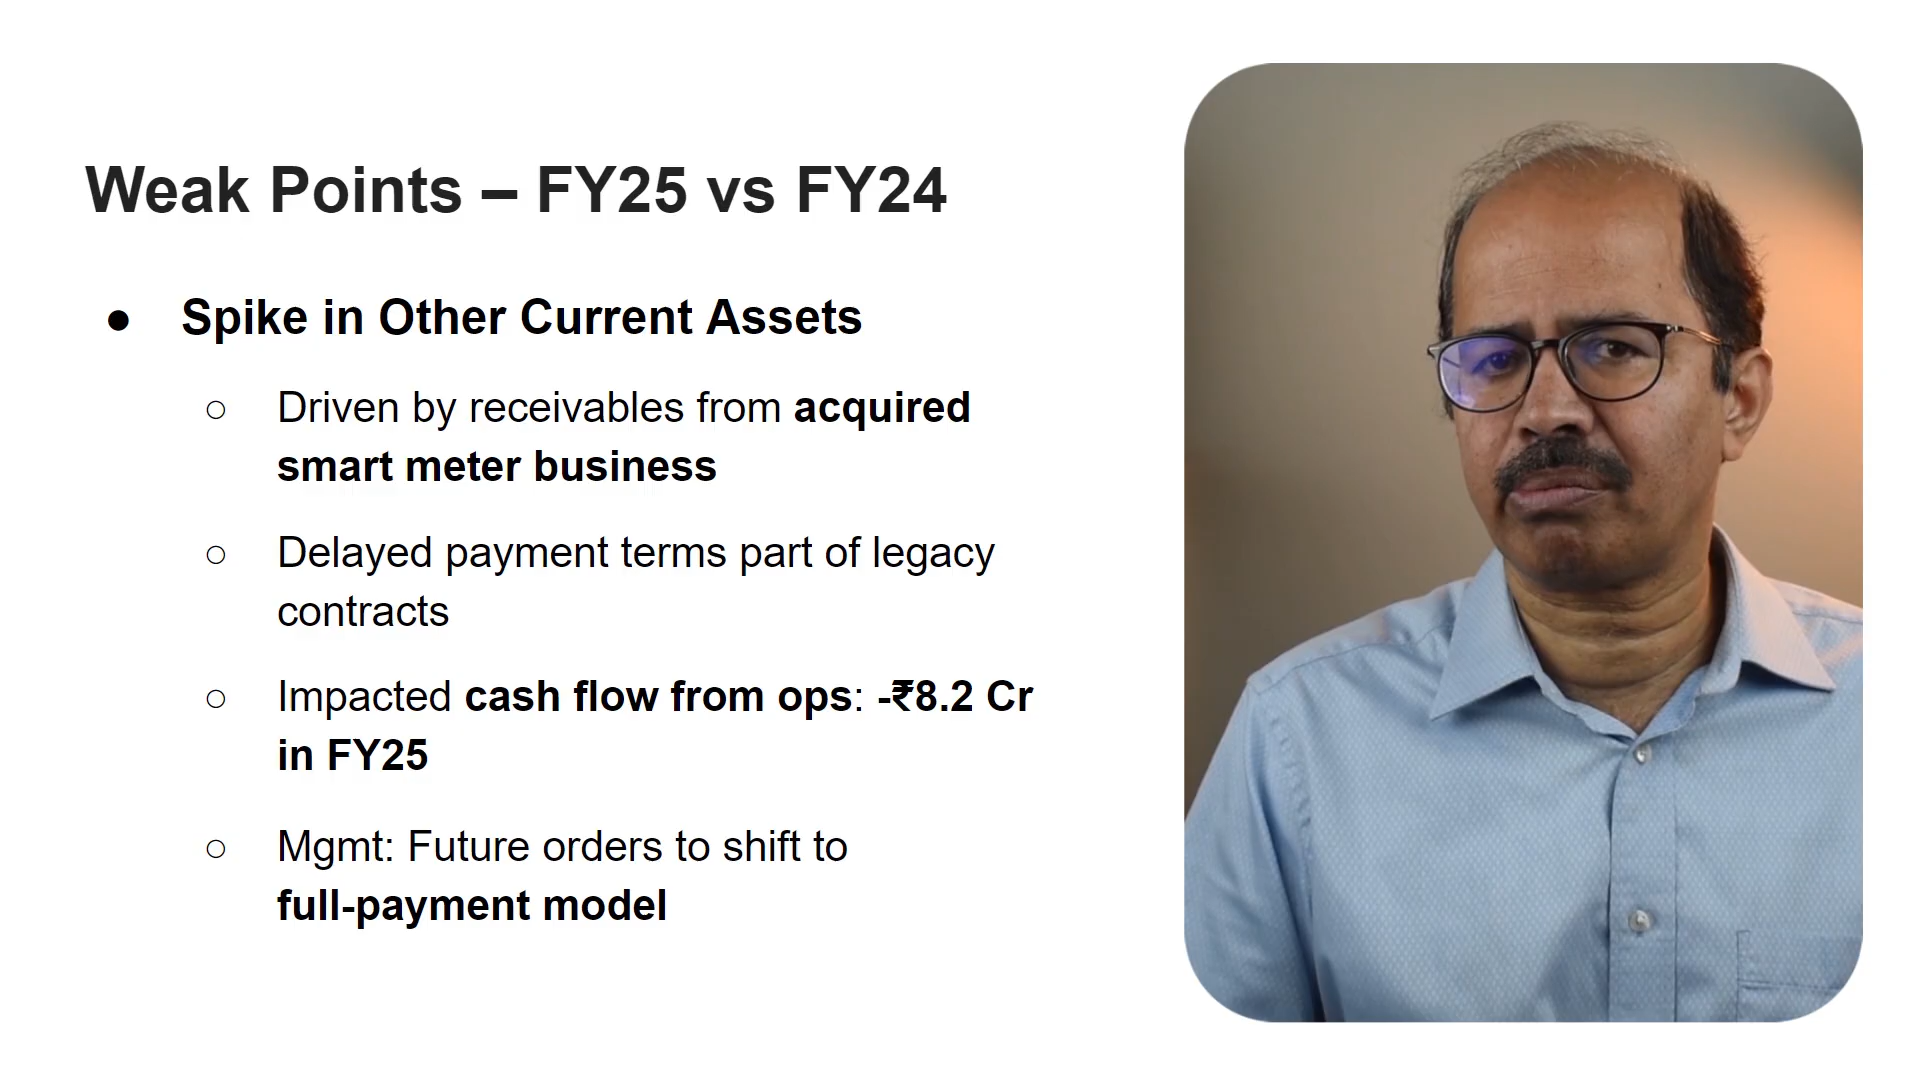 Weak Points – FY25 vs FY24
● Spike in Other Current Assets
○ Driven by receivables from acquired
smart meter business
○ Delayed payment terms part of legacy
contracts
○ Impacted cash flow from ops: -₹8.2 Cr
in FY25
○ Mgmt: Future orders to shift to
full-payment model